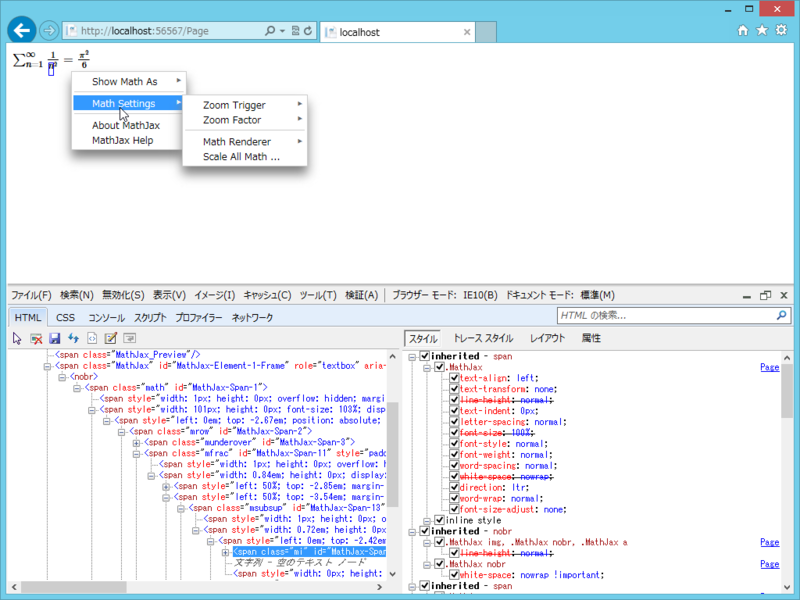 http://localhost:56567/Page
localhost
∑∞n=1 1/n² = π²/6
Show Math As
Math Settings
About MathJax
MathJax Help
Zoom Trigger
Zoom Factor
Math Renderer
Scale All Math ...
ファイル(F) 検索(N) 無効化(S) 表示(V) イメージ(I) キャッシュ(C) ツール(T) 検証(A) ブラウザー モード: IE10(B) ドキュメント モード: 標準(M)
HTML CSS コンソール スクリプト プロファイラー ネットワーク
HTML の検索...
スタイル トレース スタイル レイアウト 属性
<span class="MathJax_Preview"/>
<span class="MathJax" id="MathJax-Element-1-Frame" role="textbox" aria-
<nobr>
<span class="math" id="MathJax-Span-1">
<span style="width: 1px; height: 0px; overflow: hidden; margi
<span style="width: 101px; height: 0px; font-size: 103%; disp
<span style="left: 0em; top: -2.67em; position: absolute;
<span class="mrow" id="MathJax-Span-2">
<span class="munderover" id="MathJax-Span-3">
<span class="mfrac" id="MathJax-Span-11" style="padd
<span style="width: 1px; height: 0px; overflow: h
<span style="width: 0.84em; height: 0px; display:
<span style="left: 50%; top: -2.85em; margin-
<span style="left: 50%; top: -3.54em; margin-
<span class="msubsup" id="MathJax-Span-13"
<span style="width: 1px; height: 0px; o
<span style="width: 0.72em; height: 0px
<span style="left: 0em; top: -2.42em
<span class="mi" id="MathJax-Span
文字列 - 空のテキスト ノード
<span style="width: 0px; height:
inherited - span
.MathJax Page
text-align: left;
text-transform: none;
line-height: normal;
text-indent: 0px;
letter-spacing: normal;
font-size: 100%;
font-style: normal;
font-weight: normal;
word-spacing: normal;
white-space: nowrap;
direction: ltr;
word-wrap: normal;
font-size-adjust: none;
inline style
inherited - nobr
.MathJax img, .MathJax nobr, .MathJax a Page
line-height: normal;
.MathJax nobr Page
white-space: nowrap !important;
inherited - span